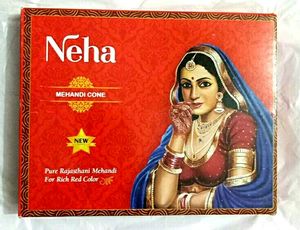 Neha
MEHANDI CONE
NEW
Pure Rajasthani Mehandi
For Rich Red Color